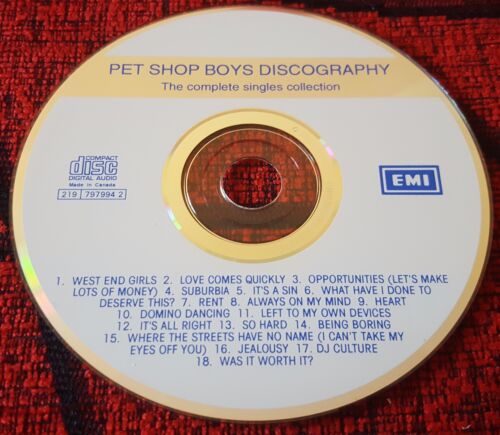 PET SHOP BOYS DISCOGRAPHY
The complete singles collection
COMPACT
disc
DIGITAL AUDIO
Made in Canada
219 797994 2
EMI
1. WEST END GIRLS 2. LOVE COMES QUICKLY 3. OPPORTUNITIES (LET'S MAKE
LOTS OF MONEY) 4. SUBURBIA 5. IT'S A SIN 6. WHAT HAVE I DONE TO
DESERVE THIS? 7. RENT 8. ALWAYS ON MY MIND 9. HEART
10. DOMINO DANCING 11. LEFT TO MY OWN DEVICES
12. IT'S ALL RIGHT 13. SO HARD 14. BEING BORING
15. WHERE THE STREETS HAVE NO NAME (I CAN'T TAKE MY
EYES OFF YOU) 16. JEALOUSY 17. DJ CULTURE
18. WAS IT WORTH IT?